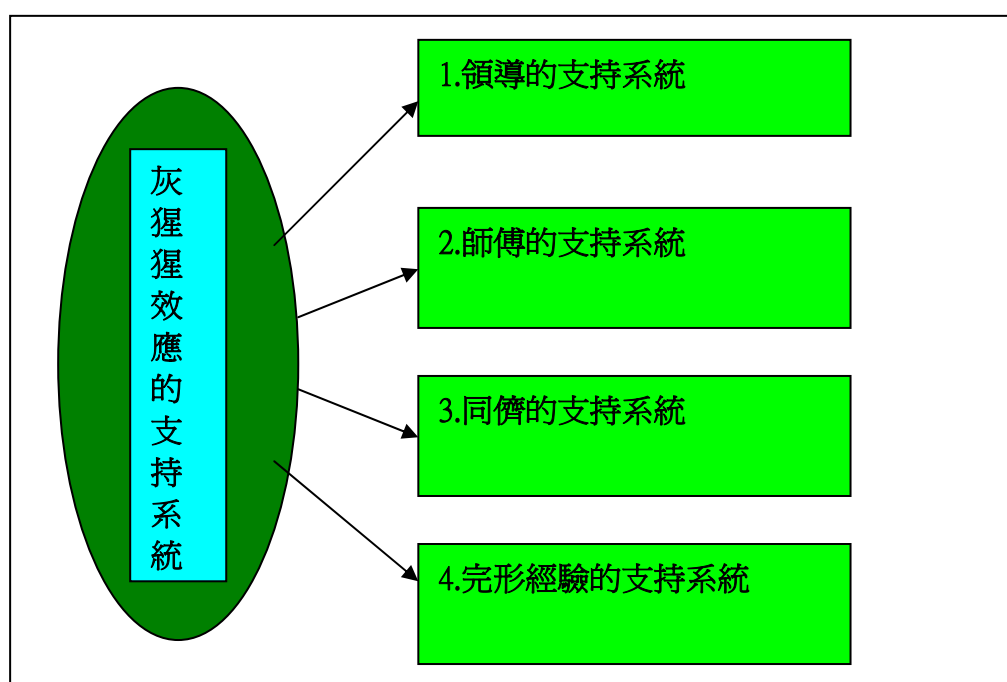 灰猩猩效應的支持系統
1.領導的支持系統
2.師傅的支持系統
3.同儕的支持系統
4.完形經驗的支持系統